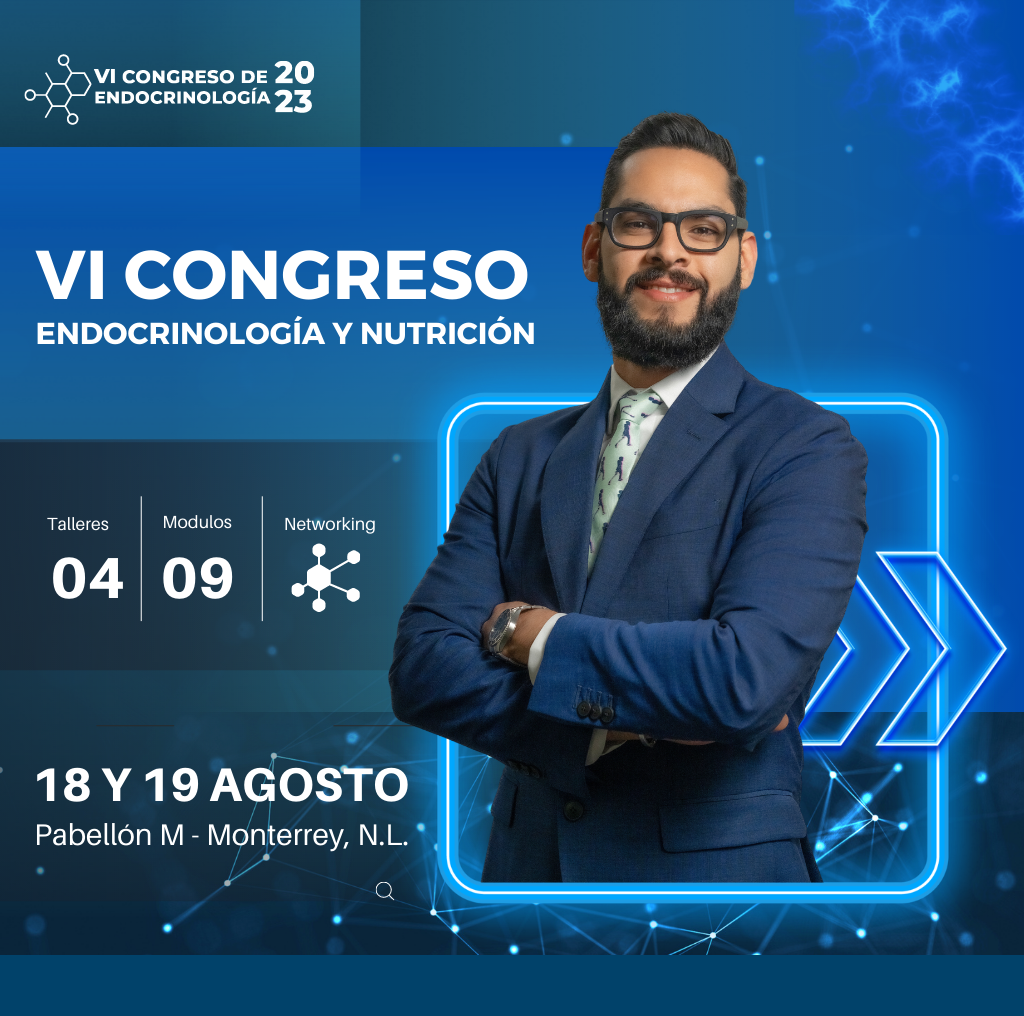 VI CONGRESO DE
ENDOCRINOLOGÍA
20
23
VI CONGRESO
ENDOCRINOLOGÍA Y NUTRICIÓN
Talleres
04
Modulos
09
Networking
18 Y 19 AGOSTO
Pabellón M - Monterrey, N.L.